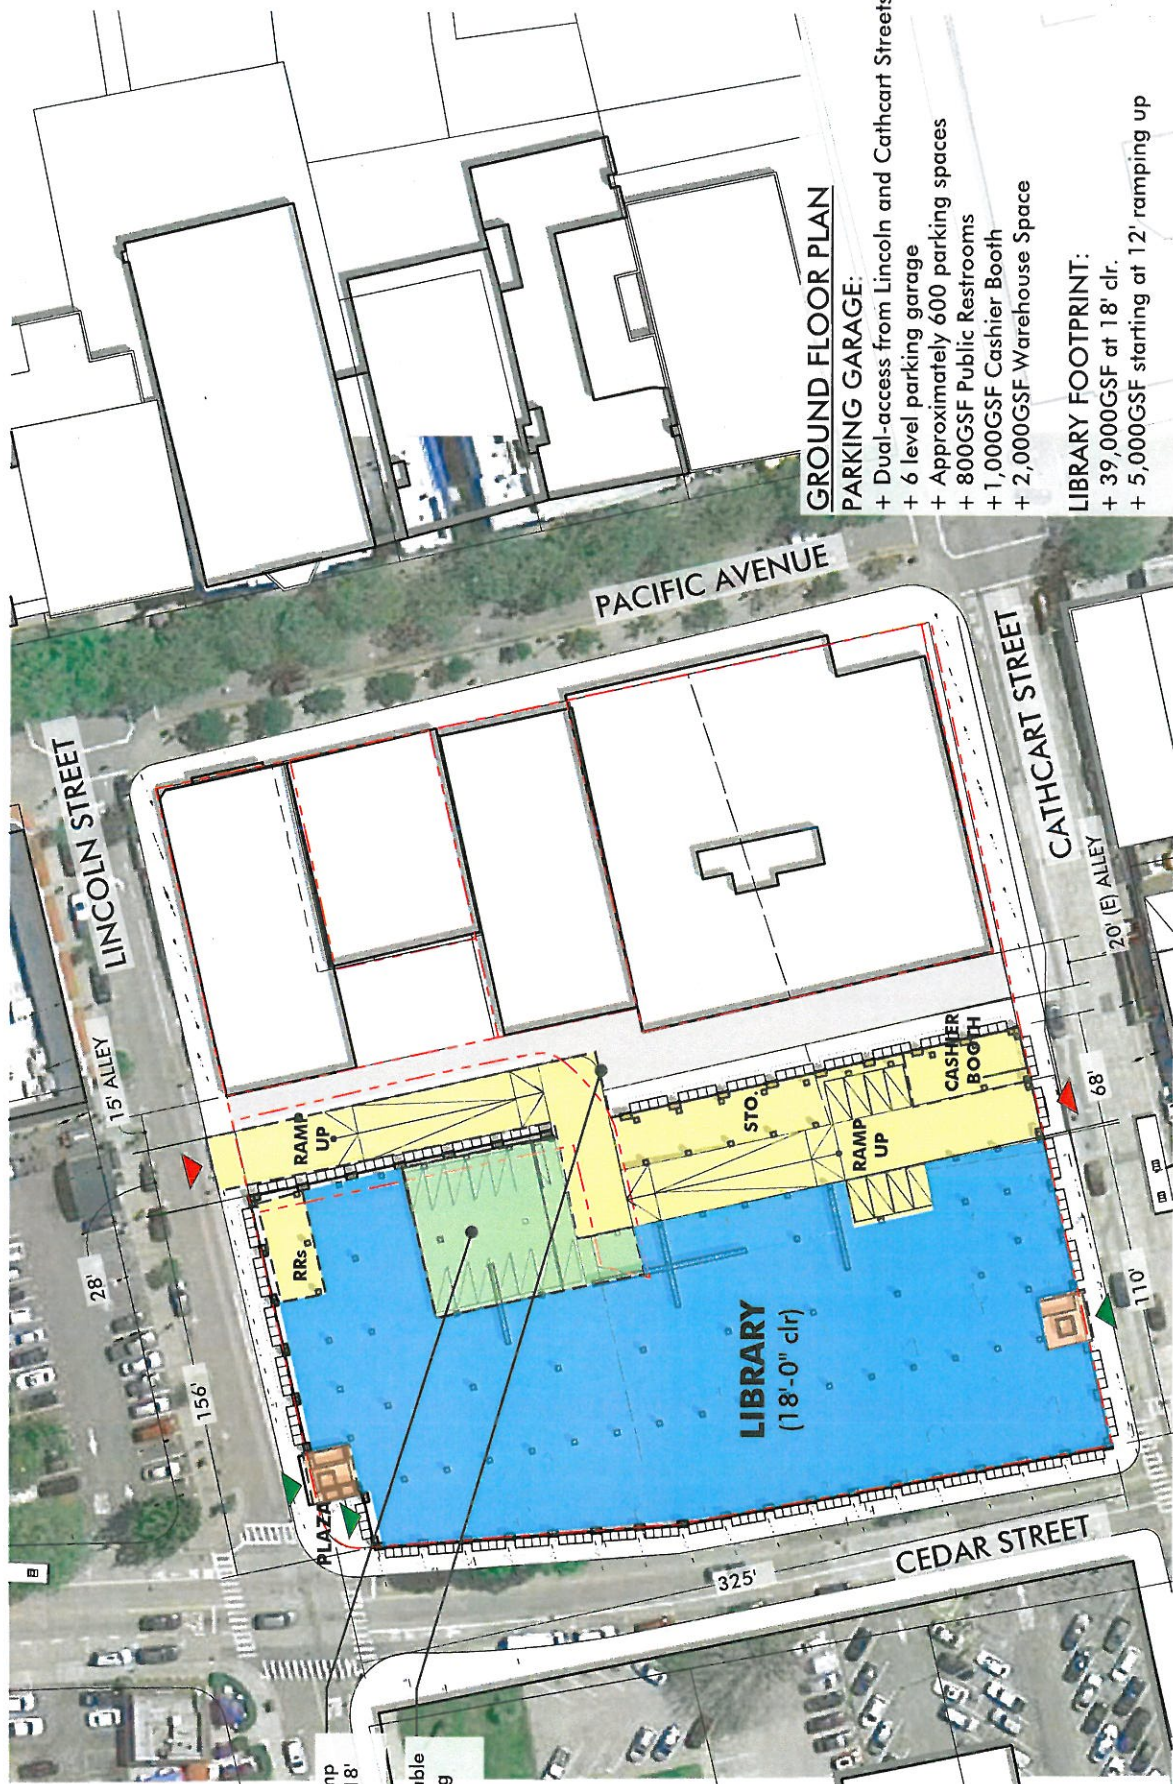 GROUND FLOOR PLAN
PARKING GARAGE:
+ Dual-access from Lincoln and Cathcart Streets
+ 6 level parking garage
+ Approximately 600 parking spaces
+ 800GSF Public Restrooms
+ 1,000GSF Cashier Booth
+ 2,000GSF Warehouse Space
LIBRARY FOOTPRINT:
+ 39,000GSF at 18' clr.
+ 5,000GSF starting at 12' ramping up
LINCOLN STREET
PACIFIC AVENUE
CATHCART STREET
CEDAR STREET
15' ALLEY
20' (E) ALLEY
28'
156'
68'
110'
325'
RAMP
UP
RRs
STO.
RAMP
UP
CASHIER
BOOTH
PLAZA
LIBRARY
(18'-0" clr)
18'